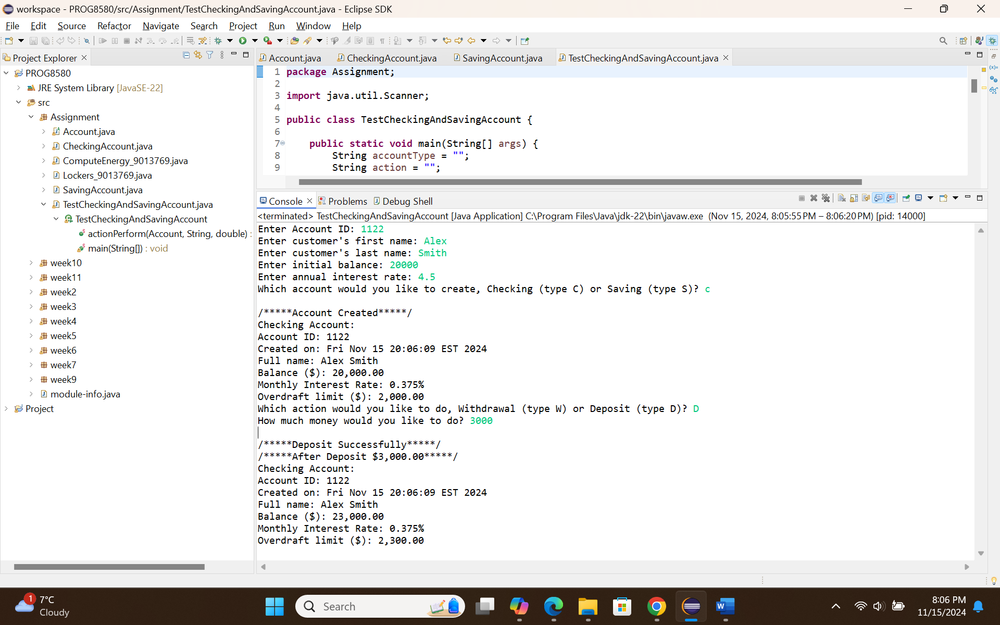 workspace - PROG8580/src/Assignment/TestCheckingAndSavingAccount.java - Eclipse SDK
File Edit Source Refactor Navigate Search Project Run Window Help
Project Explorer
PROG8580
JRE System Library [JavaSE-22]
src
Assignment
Account.java
CheckingAccount.java
ComputeEnergy_9013769.java
Lockers_9013769.java
SavingAccount.java
TestCheckingAndSavingAccount.java
TestCheckingAndSavingAccount
actionPerform(Account, String, double) :
main(String[]) : void
week10
week11
week2
week3
week4
week5
week6
week7
week9
module-info.java
Project
Account.java CheckingAccount.java SavingAccount.java TestCheckingAndSavingAccount.java
1 package Assignment;
2
3 import java.util.Scanner;
4
5 public class TestCheckingAndSavingAccount {
6
7 public static void main(String[] args) {
8 String accountType = "";
9 String action = "";
Console Problems Debug Shell
<terminated> TestCheckingAndSavingAccount [Java Application] C:\Program Files\Java\jdk-22\bin\javaw.exe (Nov 15, 2024, 8:05:55 PM – 8:06:20 PM) [pid: 14000]
Enter Account ID: 1122
Enter customer's first name: Alex
Enter customer's last name: Smith
Enter initial balance: 20000
Enter annual interest rate: 4.5
Which account would you like to create, Checking (type C) or Saving (type S)? c
/*****Account Created*****/
Checking Account:
Account ID: 1122
Created on: Fri Nov 15 20:06:09 EST 2024
Full name: Alex Smith
Balance ($): 20,000.00
Monthly Interest Rate: 0.375%
Overdraft limit ($): 2,000.00
Which action would you like to do, Withdrawal (type W) or Deposit (type D)? D
How much money would you like to do? 3000
/*****Deposit Successfully*****/
/*****After Deposit $3,000.00*****/
Checking Account:
Account ID: 1122
Created on: Fri Nov 15 20:06:09 EST 2024
Full name: Alex Smith
Balance ($): 23,000.00
Monthly Interest Rate: 0.375%
Overdraft limit ($): 2,300.00
1
7°C
Cloudy
Search
8:06 PM
11/15/2024